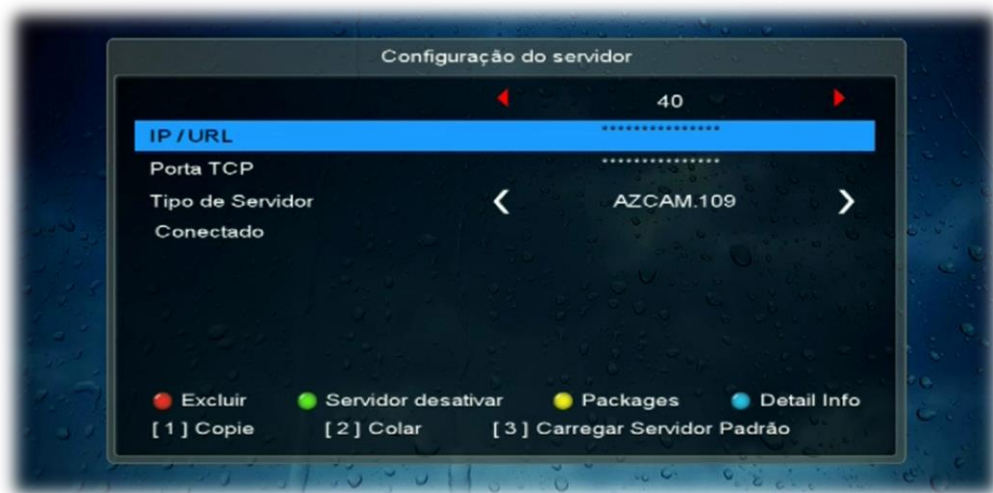 Configuração do servidor
40
IP / URL ***************
Porta TCP ***************
Tipo de Servidor AZCAM.109
Conectado
Excluir Servidor desativar Packages Detail Info
[ 1 ] Copie [ 2 ] Colar [ 3 ] Carregar Servidor Padrão